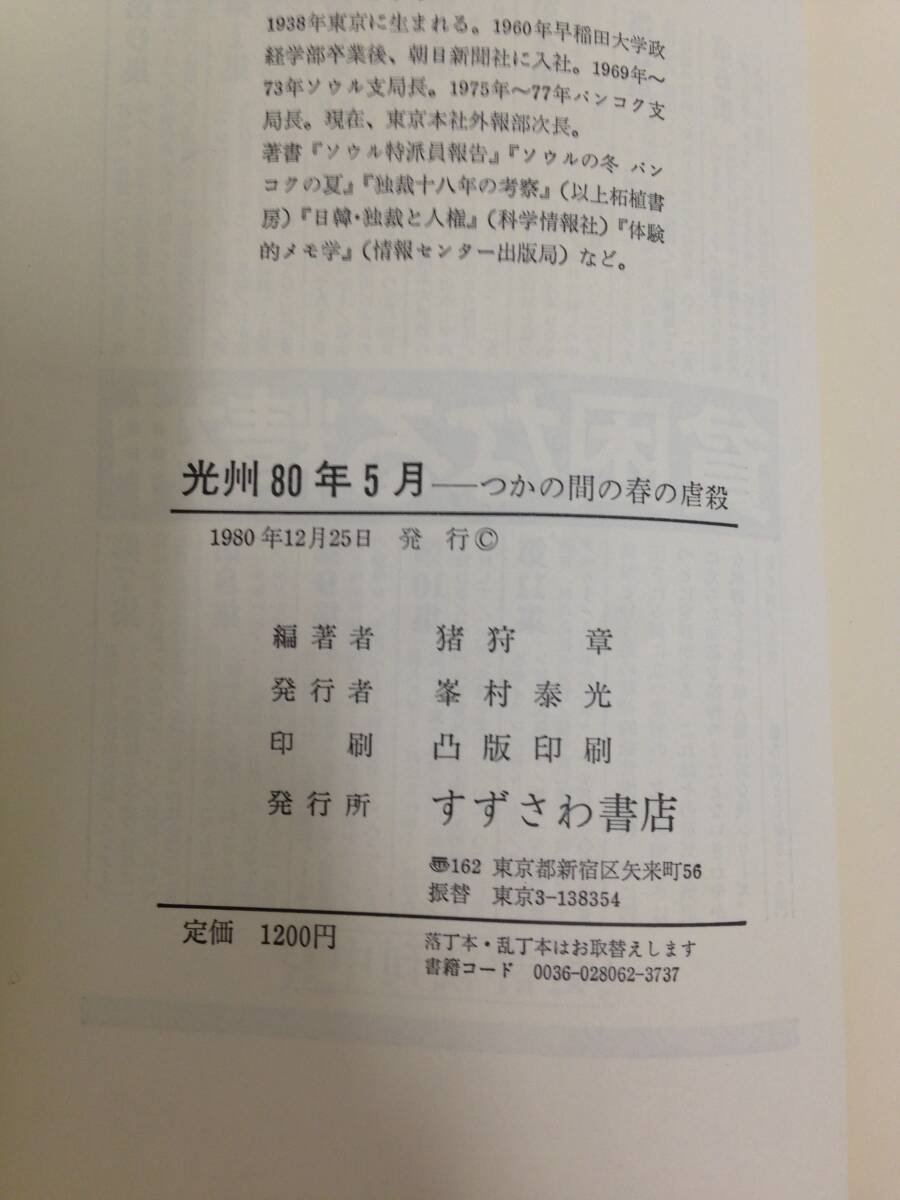 1938年東京に生まれる。1960年早稲田大学政
経学部卒業後、朝日新聞社に入社。1969年〜
73年ソウル支局長。1975年〜77年バンコク支
局長。現在、東京本社外報部次長。
著書『ソウル特派員報告』『ソウルの冬 バン
コクの夏』『独裁十八年の考察』(以上柘植書
房)『日韓・独裁と人権』(科学情報社)『体験
的メモ学』(情報センター出版局)など。
光州80年5月――つかの間の春の虐殺
1980年12月25日 発 行©
編著者 猪狩 章
発行者 峯村泰光
印 刷 凸版印刷
発行所 すずさわ書店
〠162 東京都新宿区矢来町56
振替 東京3-138354
定価 1200円
落丁本・乱丁本はお取替えします
書籍コード 0036-028062-3737